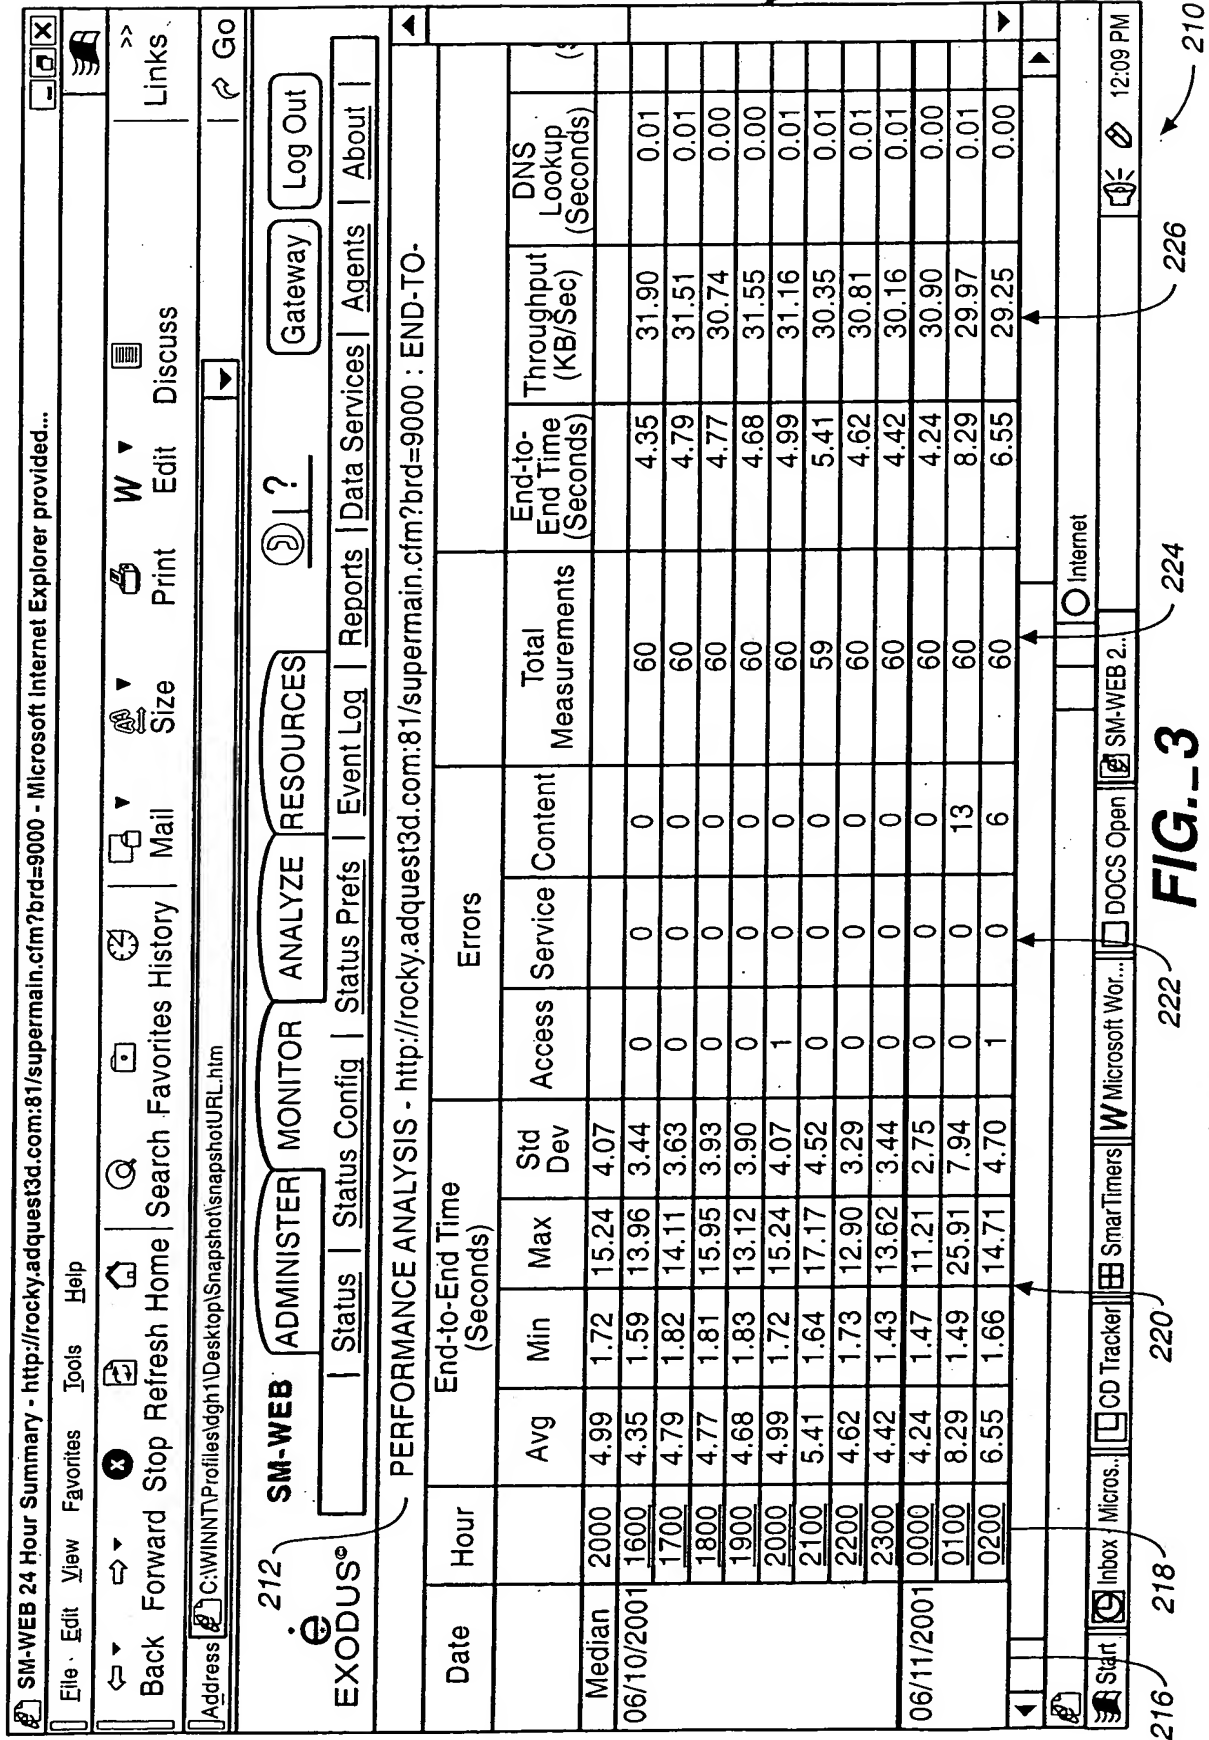 SM-WEB 24 Hour Summary - http://rocky.adquest3d.com:81/supermain.cfm?brd=9000 - Microsoft Internet Explorer provided...
File Edit View Favorites Tools Help
Back Forward Stop Refresh Home Search Favorites History Mail Size Print Edit Discuss Links >>
Address C:\WINNT\Profiles\dgh1\Desktop\Snapshot\snapshotURL.htm Go
212
EXODUS©
SM-WEB
? Gateway Log Out
ADMINISTER MONITOR ANALYZE RESOURCES
| Status | Status Config | Status Prefs | Event Log | Reports | Data Services | Agents | About |
PERFORMANCE ANALYSIS - http://rocky.adquest3d.com:81/supermain.cfm?brd=9000 : END-TO-
Date Hour End-to-End Time (Seconds) Errors
Avg Min Max Std Dev Access Service Content Total Measurements End-to-End Time (Seconds) Throughput (KB/Sec) DNS Lookup (Seconds)
Median 2000 4.99 1.72 15.24 4.07
06/10/2001 1600 4.35 1.59 13.96 3.44 0 0 0 60 4.35 31.90 0.01
1700 4.79 1.82 14.11 3.63 0 0 0 60 4.79 31.51 0.01
1800 4.77 1.81 15.95 3.93 0 0 0 60 4.77 30.74 0.00
1900 4.68 1.83 13.12 3.90 0 0 0 60 4.68 31.55 0.00
2000 4.99 1.72 15.24 4.07 1 0 0 60 4.99 31.16 0.01
2100 5.41 1.64 17.17 4.52 0 0 0 59 5.41 30.35 0.01
2200 4.62 1.73 12.90 3.29 0 0 0 60 4.62 30.81 0.01
2300 4.42 1.43 13.62 3.44 0 0 0 60 4.42 30.16 0.01
06/11/2001 0000 4.24 1.47 11.21 2.75 0 0 0 60 4.24 30.90 0.00
0100 8.29 1.49 25.91 7.94 0 0 13 60 8.29 29.97 0.01
0200 6.55 1.66 14.71 4.70 1 0 6 60 6.55 29.25 0.00
Internet
Start Inbox - Micros.. CD Tracker SmarTimers W Microsoft Wor... DOCS Open SM-WEB 2.. 12:09 PM
216 218 220 222 224 226 210
FIG._3